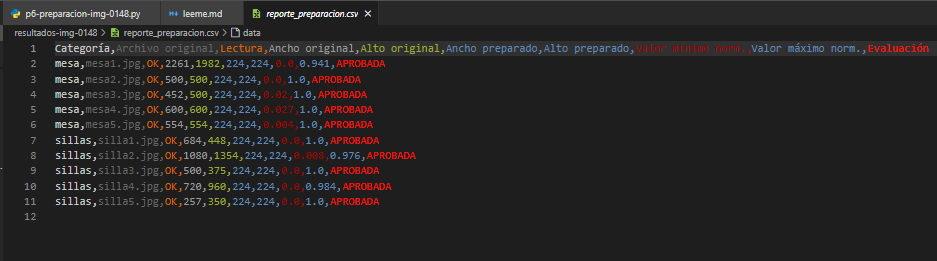 p6-preparacion-img-0148.py leeme.md reporte_preparacion.csv
resultados-img-0148 > reporte_preparacion.csv > data
1 Categoría,Archivo original,Lectura,Ancho original,Alto original,Ancho preparado,Alto preparado,Valor mínimo norm.,Valor máximo norm.,Evaluación
2 mesa,mesa1.jpg,OK,2261,1982,224,224,0.0,0.941,APROBADA
3 mesa,mesa2.jpg,OK,500,500,224,224,0.0,1.0,APROBADA
4 mesa,mesa3.jpg,OK,452,500,224,224,0.02,1.0,APROBADA
5 mesa,mesa4.jpg,OK,600,600,224,224,0.027,1.0,APROBADA
6 mesa,mesa5.jpg,OK,554,554,224,224,0.004,1.0,APROBADA
7 sillas,silla1.jpg,OK,684,448,224,224,0.0,1.0,APROBADA
8 sillas,silla2.jpg,OK,1080,1354,224,224,0.008,0.976,APROBADA
9 sillas,silla3.jpg,OK,500,375,224,224,0.0,1.0,APROBADA
10 sillas,silla4.jpg,OK,720,960,224,224,0.0,0.984,APROBADA
11 sillas,silla5.jpg,OK,257,350,224,224,0.0,1.0,APROBADA
12